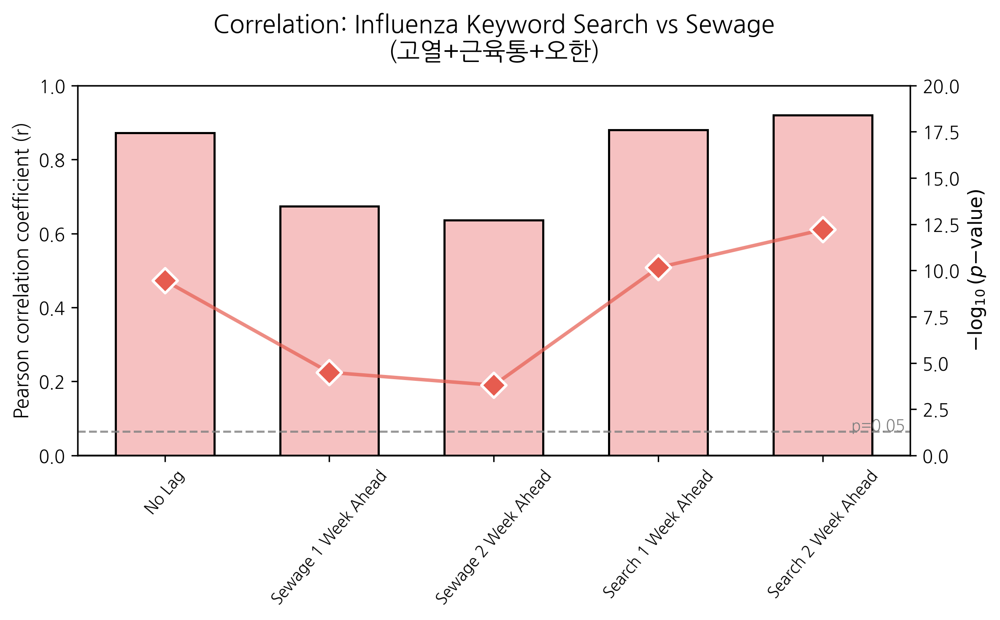 Correlation: Influenza Keyword Search vs Sewage
(고열+근육통+오한)
1.0
0.8
0.6
0.4
0.2
0.0
Pearson correlation coefficient (r)
20.0
17.5
15.0
12.5
10.0
7.5
5.0
2.5
0.0
−log₁₀(p−value)
p=0.05
No Lag
Sewage 1 Week Ahead
Sewage 2 Week Ahead
Search 1 Week Ahead
Search 2 Week Ahead